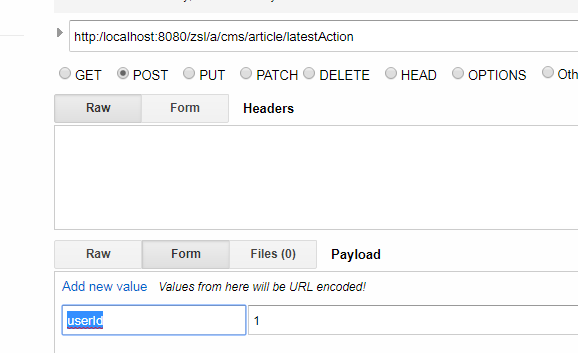 http:/localhost:8080/zsl/a/cms/article/latestAction
GET POST PUT PATCH DELETE HEAD OPTIONS Oth
Raw Form Headers
Raw Form Files (0) Payload
Add new value Values from here will be URL encoded!
userId 1